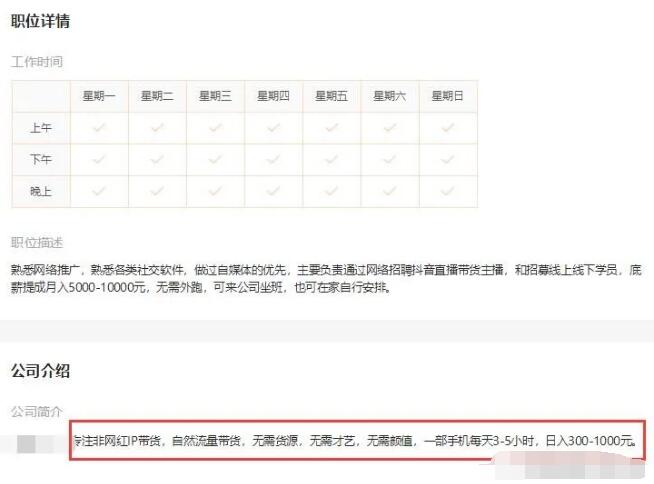 职位详情
工作时间
星期一 星期二 星期三 星期四 星期五 星期六 星期日
上午
下午
晚上
职位描述
熟悉网络推广，熟悉各类社交软件，做过自媒体的优先，主要负责通过网络招聘抖音直播带货主播，和招募线上线下学员，底
薪提成月入5000-10000元，无需外跑，可来公司坐班，也可在家自行安排。
公司介绍
公司简介
专注非网红IP带货，自然流量带货，无需货源，无需才艺，无需颜值，一部手机每天3-5小时，日入300-1000元。